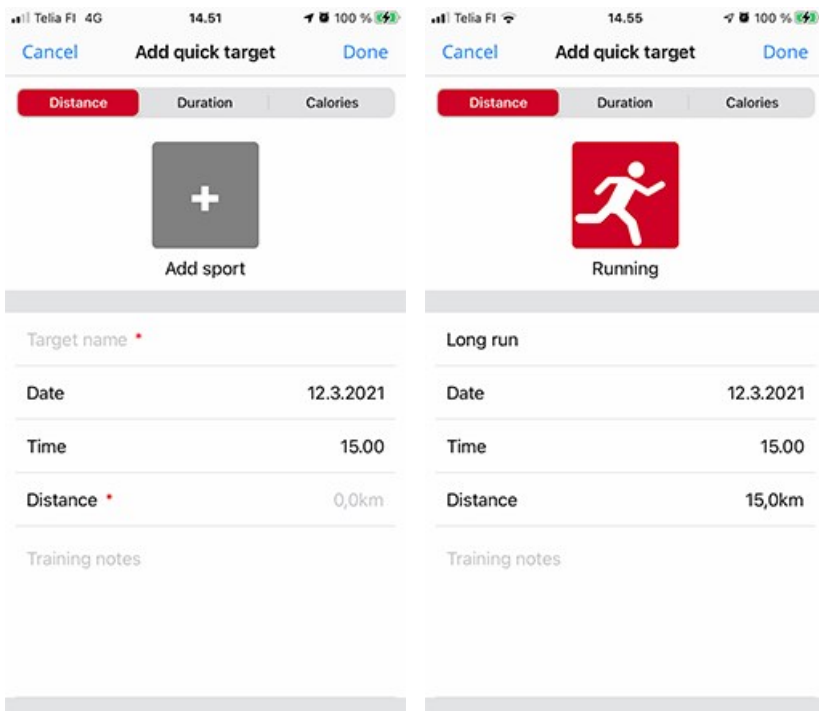 Telia FI 4G 14.51 100 %
Cancel Add quick target Done
Distance Duration Calories
Add sport
Target name *
Date 12.3.2021
Time 15.00
Distance * 0,0km
Training notes
Telia FI 14.55 100 %
Cancel Add quick target Done
Distance Duration Calories
Running
Long run
Date 12.3.2021
Time 15.00
Distance 15,0km
Training notes